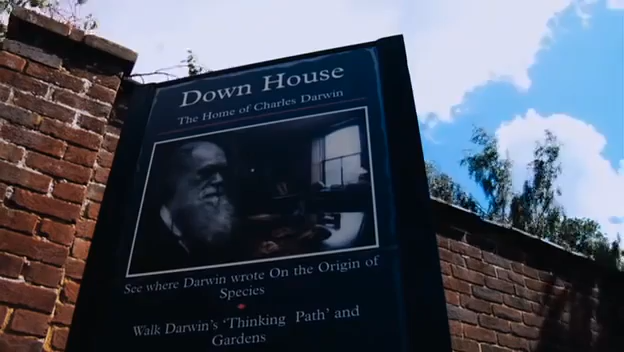 Down House
The Home of Charles Darwin
See where Darwin wrote On the Origin of
Species
Walk Darwin's 'Thinking Path' and
Gardens